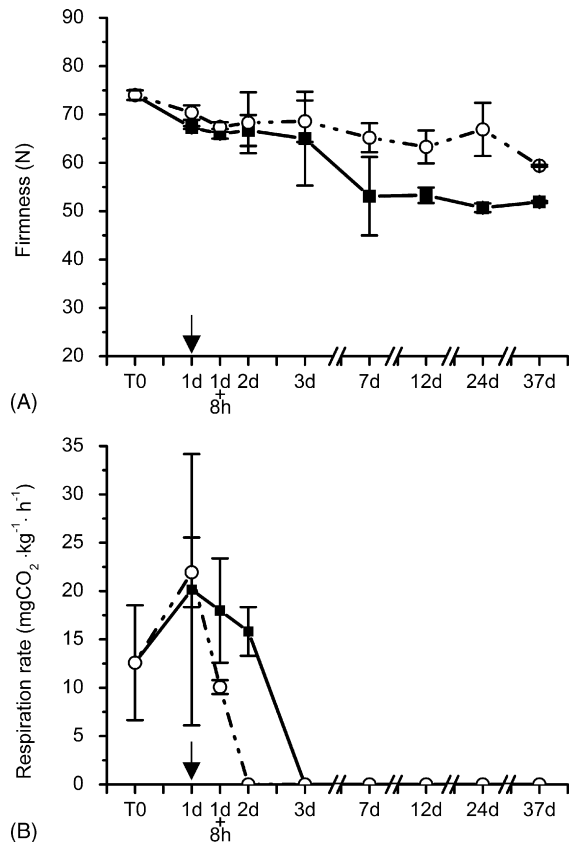 90
80
70
60
50
40
30
20
Firmness (N)
T0 1d 1d 2d 3d 7d 12d 24d 37d
+
8h
(A)
35
30
25
20
15
10
5
0
Respiration rate (mgCO₂ ·kg⁻¹· h⁻¹)
T0 1d 1d 2d 3d 7d 12d 24d 37d
+
8h
(B)